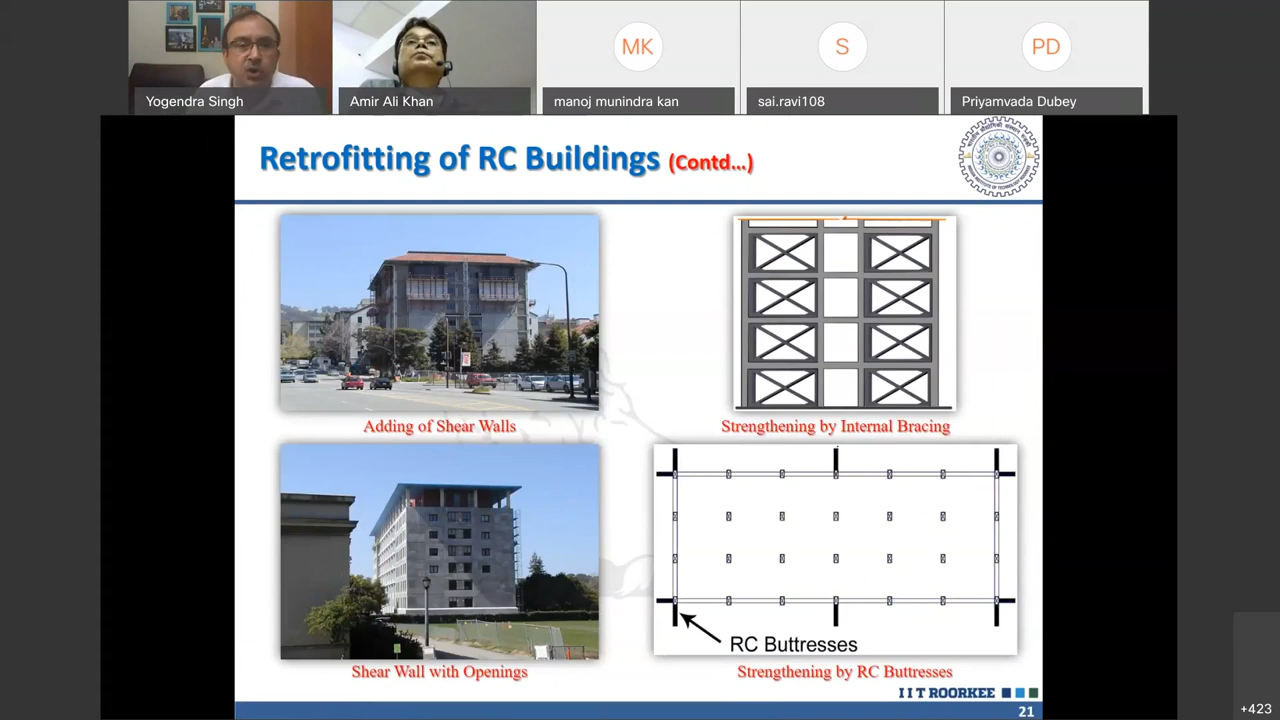 MK
S
PD
Yogendra Singh
Amir Ali Khan
manoj munindra kan
sai.ravi108
Priyamvada Dubey
Retrofitting of RC Buildings (Contd…)
Adding of Shear Walls
Strengthening by Internal Bracing
RC Buttresses
Shear Wall with Openings
Strengthening by RC Buttresses
I I T ROORKEE
21
+423